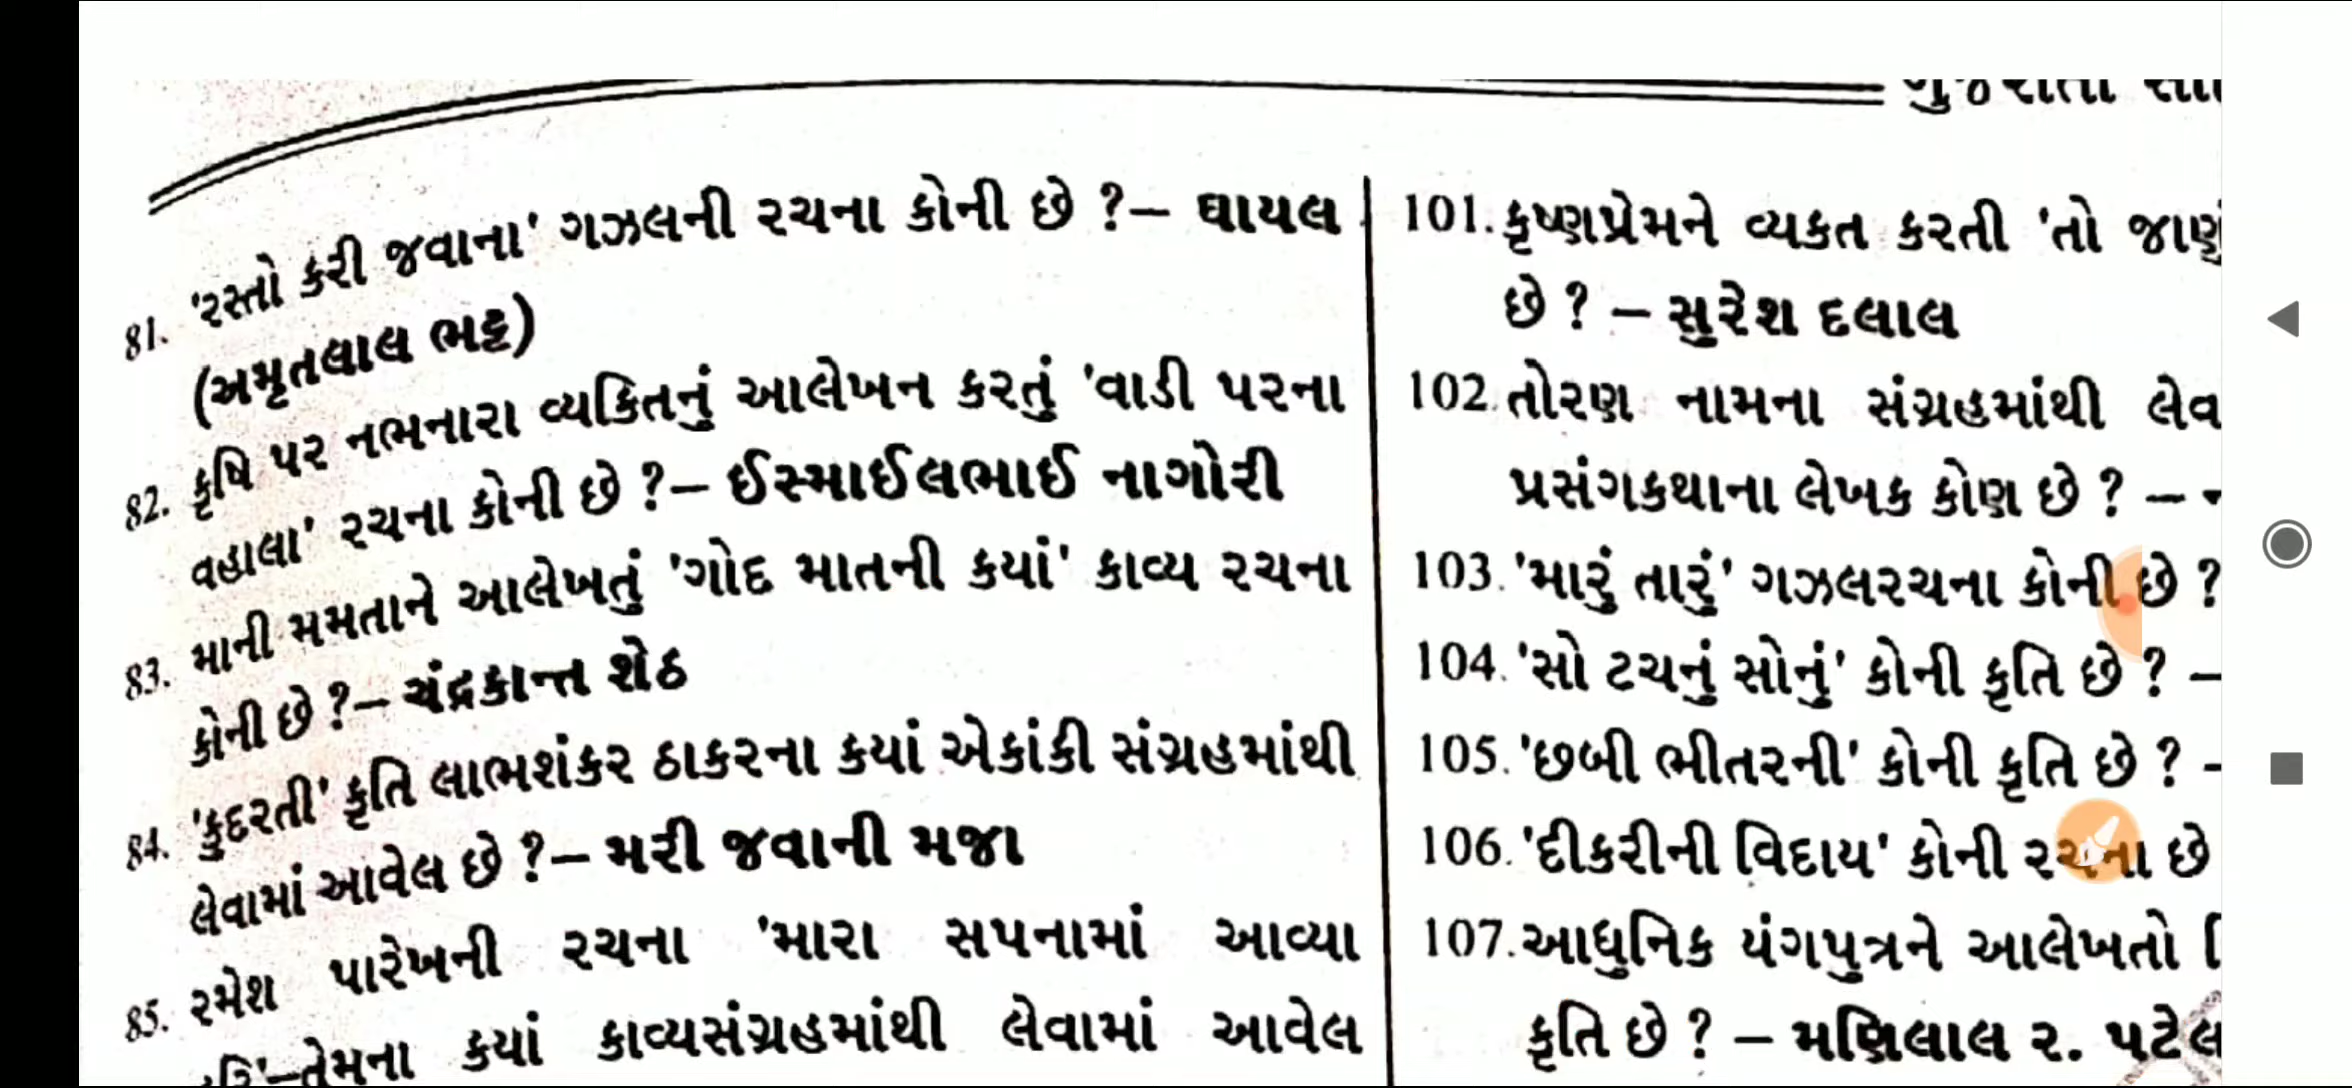 81. 'રસ્તો કરી જવાના' ગઝલની રચના કોની છે ?– ઘાયલ
(અમૃતલાલ ભટ્ટ)
82. કૃષિ પર નભનારા વ્યકિતનું આલેખન કરતું 'વાડી પરના
વહાલા' રચના કોની છે ?– ઈસ્માઈલભાઈ નાગોરી
83. માની મમતાને આલેખતું 'ગોદ માતની કયાં' કાવ્ય રચના
કોની છે ?– ચંદ્રકાન્ત શેઠ
84. 'કુદરતી' કૃતિ લાભશંકર ઠાકરના કયાં એકાંકી સંગ્રહમાંથી
લેવામાં આવેલ છે ?– મરી જવાની મજા
85. રમેશ પારેખની રચના 'મારા સપનામાં આવ્યા
તેમના કયાં કાવ્યસંગ્રહમાંથી લેવામાં આવેલ
101. કૃષ્ણપ્રેમને વ્યકત કરતી 'તો
છે ? – સુરેશ દલાલ
102. તોરણ નામના સંગ્રહમાંથી
પ્રસંગકથાના લેખક કોણ છે ? –
103. 'મારું તારું' ગઝલરચના કોની છે ?
104. 'સો ટચનું સોનું' કોની કૃતિ છે ? –
105. 'છબી ભીતરની' કોની કૃતિ છે ? -
106. 'દીકરીની વિદાય' કોની રચના છે
107. આધુનિક યંગપુત્રને આલેખતો
કૃતિ છે ? – મણિલાલ ર. પટેલ